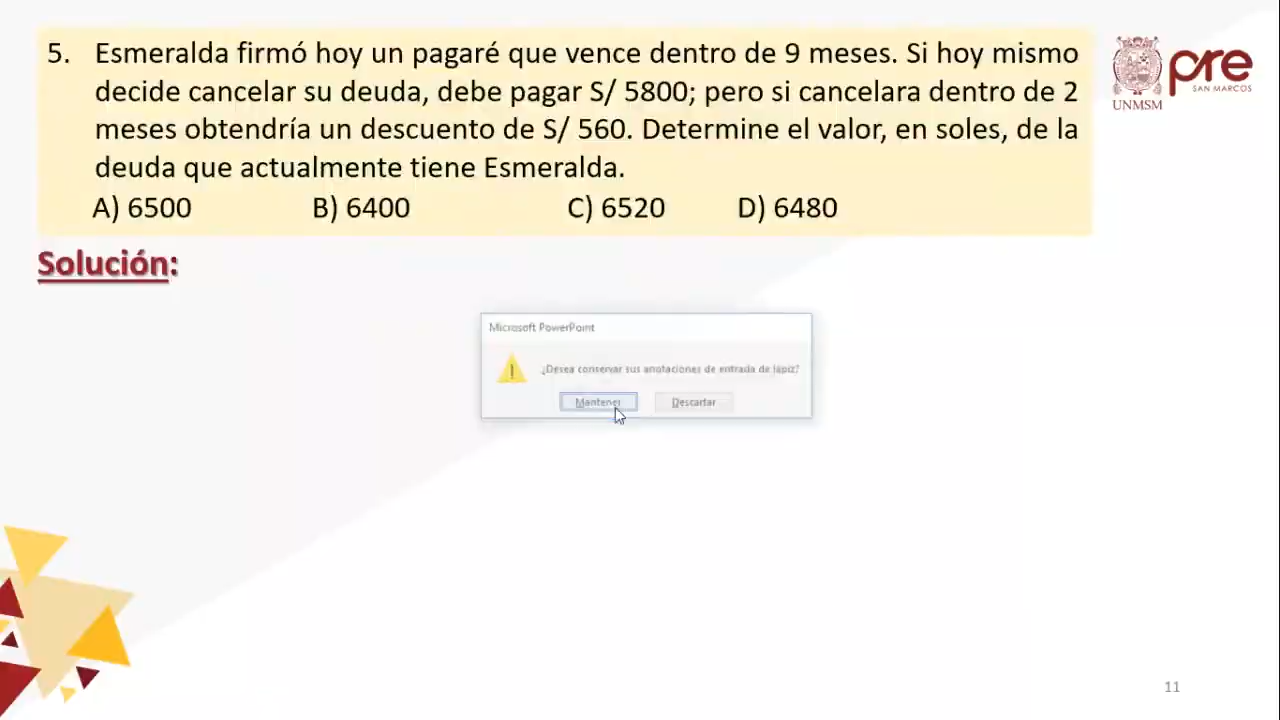 5. Esmeralda firmó hoy un pagaré que vence dentro de 9 meses. Si hoy mismo
decide cancelar su deuda, debe pagar S/ 5800; pero si cancelara dentro de 2
meses obtendría un descuento de S/ 560. Determine el valor, en soles, de la
deuda que actualmente tiene Esmeralda.
A) 6500 B) 6400 C) 6520 D) 6480
pre
SAN MARCOS
UNMSM
Solución:
Microsoft PowerPoint
¿Desea conservar sus anotaciones de entrada de lápiz?
Mantener Descartar
11